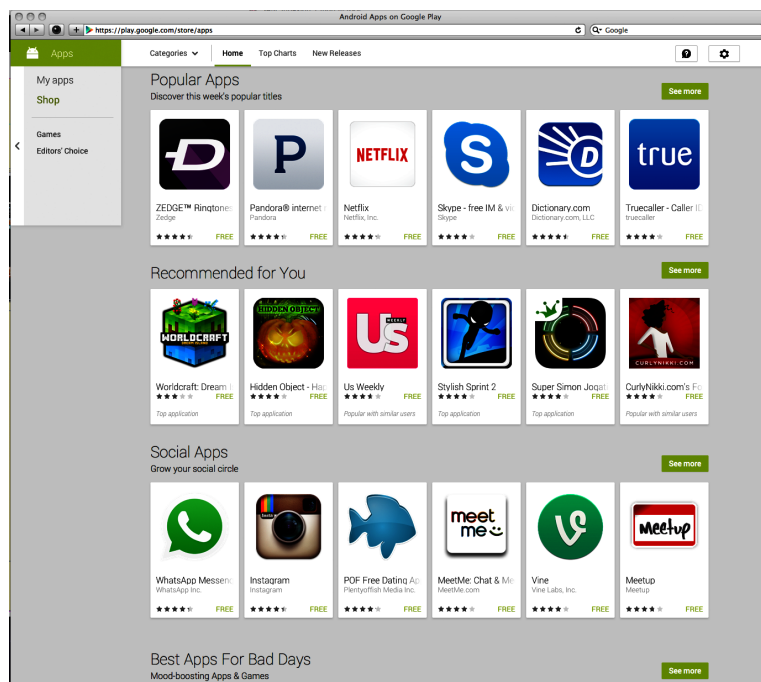 Android Apps on Google Play
https://play.google.com/store/apps
Google
Apps
Categories
Home
Top Charts
New Releases
My apps
Shop
Games
Editors' Choice
Popular Apps
Discover this week's popular titles
See more
D
P
NETFLIX
S
D
true
ZEDGE™ Ringtones
Pandora® internet
Netflix
Skype - free IM & vi
Dictionary.com
Truecaller - Caller ID
Zedge
Pandora
Netflix, Inc.
Skype
Dictionary.com, LLC
truecaller
FREE
FREE
FREE
FREE
FREE
FREE
Recommended for You
See more
WORLDCRAFT
DREAM ISLAND
HIDDEN OBJECT
Us
WEEKLY
CURLYNIKKI.COM
Worldcraft: Dream
Hidden Object - Hap
Us Weekly
Stylish Sprint 2
Super Simon Jogati
CurlyNikki.com's Fo
FREE
FREE
FREE
FREE
FREE
FREE
Top application
Top application
Popular with similar users
Top application
Top application
Popular with similar users
Social Apps
Grow your social circle
See more
meet
me
Meetup
WhatsApp Messen
Instagram
POF Free Dating Ap
MeetMe: Chat & Me
Vine
Meetup
WhatsApp Inc.
Instagram
Plentyoffish Media Inc.
MeetMe.com
Vine Labs, Inc.
Meetup
FREE
FREE
FREE
FREE
FREE
FREE
Best Apps For Bad Days
Mood-boosting Apps & Games
See more